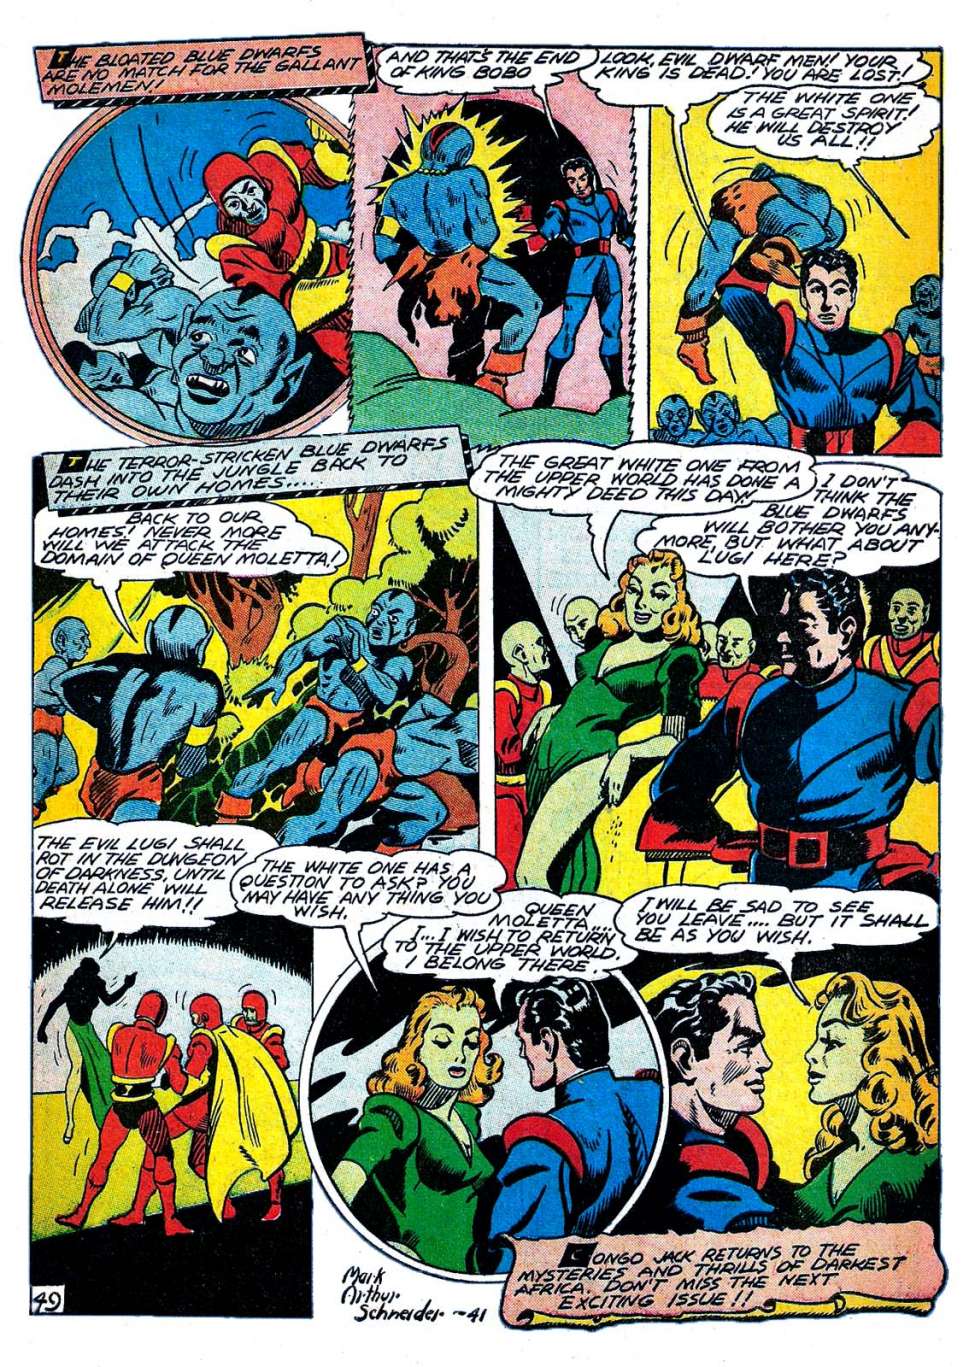 THE BLOATED BLUE DWARFS
ARE NO MATCH FOR THE GALLANT
MOLEMEN!
AND THAT'S THE END
OF KING BOBO
LOOK, EVIL DWARF MEN! YOUR
KING IS DEAD! YOU ARE LOST!
THE WHITE ONE
IS A GREAT SPIRIT!
HE WILL DESTROY
US ALL!!
THE TERROR-STRICKEN BLUE DWARFS
DASH INTO THE JUNGLE BACK TO
THEIR OWN HOMES.....
BACK TO OUR
HOMES! NEVER MORE
WILL WE ATTACK THE
DOMAIN OF QUEEN MOLETTA!
THE GREAT WHITE ONE FROM
THE UPPER WORLD HAS DONE A
MIGHTY DEED THIS DAY!
I DON'T
THINK THE
BLUE DWARFS
WILL BOTHER YOU ANY-
MORE, BUT WHAT ABOUT
LUGI HERE?
THE EVIL LUGI SHALL
ROT IN THE DUNGEON
OF DARKNESS, UNTIL
DEATH ALONE WILL
RELEASE HIM!!
THE WHITE ONE HAS A
QUESTION TO ASK? YOU
MAY HAVE ANY THING YOU
WISH.
QUEEN
MOLETTA....
I... I WISH TO RETURN
TO THE UPPER WORLD.
I BELONG THERE.
I WILL BE SAD TO SEE
YOU LEAVE.... BUT IT SHALL
BE AS YOU WISH.
CONGO JACK RETURNS TO THE
MYSTERIES AND THRILLS OF DARKEST
AFRICA. DON'T MISS THE NEXT
EXCITING ISSUE!!
49
Mark
Arthur
Schneider -41